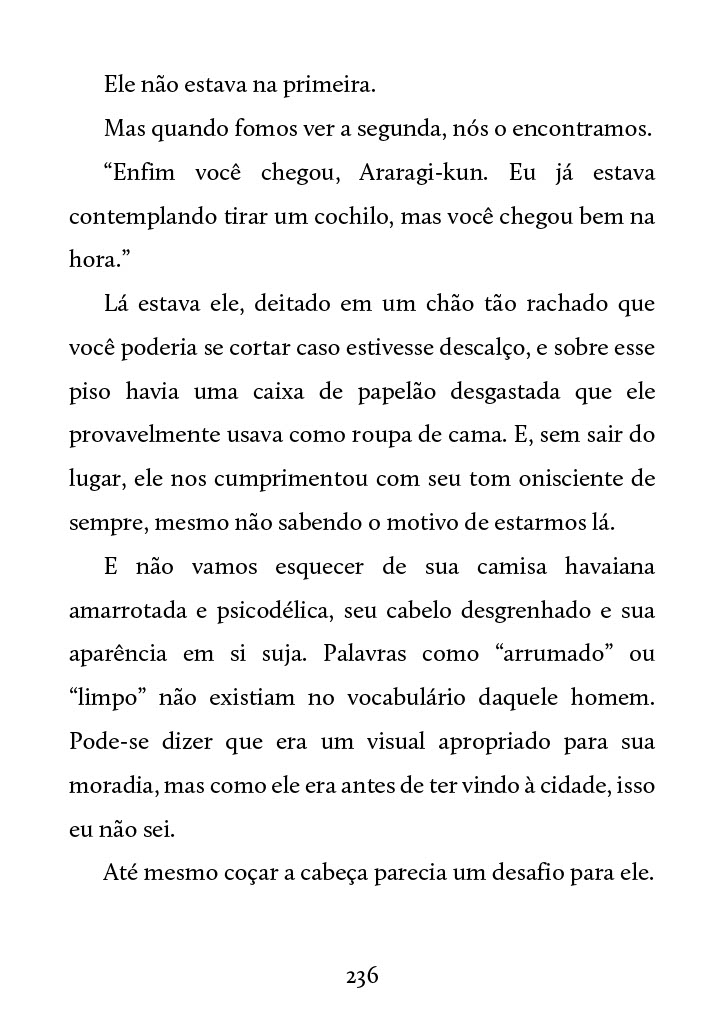 Ele não estava na primeira.
Mas quando fomos ver a segunda, nós o encontramos.
“Enfim você chegou, Araragi-kun. Eu já estava
contemplando tirar um cochilo, mas você chegou bem na
hora.”
Lá estava ele, deitado em um chão tão rachado que
você poderia se cortar caso estivesse descalço, e sobre esse
piso havia uma caixa de papelão desgastada que ele
provavelmente usava como roupa de cama. E, sem sair do
lugar, ele nos cumprimentou com seu tom onisciente de
sempre, mesmo não sabendo o motivo de estarmos lá.
E não vamos esquecer de sua camisa havaiana
amarrotada e psicodélica, seu cabelo desgrenhado e sua
aparência em si suja. Palavras como “arrumado” ou
“limpo” não existiam no vocabulário daquele homem.
Pode-se dizer que era um visual apropriado para sua
moradia, mas como ele era antes de ter vindo à cidade, isso
eu não sei.
Até mesmo coçar a cabeça parecia um desafio para ele.
236